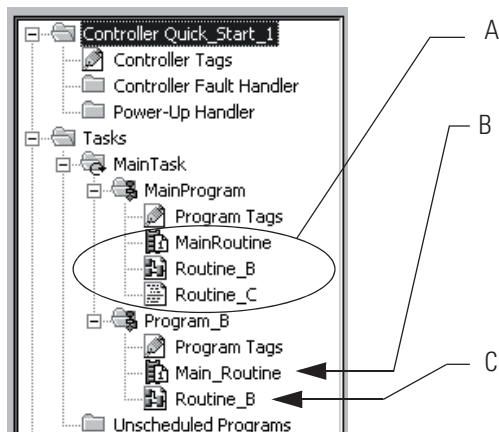 Controller Quick_Start_1
Controller Tags
Controller Fault Handler
Power-Up Handler
Tasks
MainTask
MainProgram
Program Tags
MainRoutine
Routine_B
Routine_C
Program_B
Program Tags
Main_Routine
Routine_B
Unscheduled Programs
A
B
C